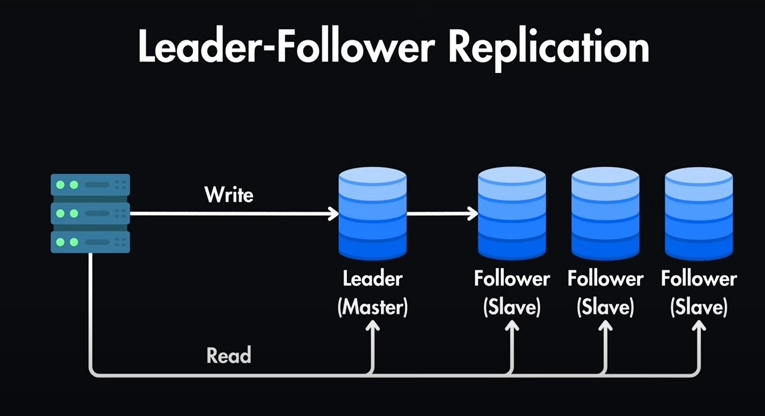 Leader-Follower Replication
Write
Leader
(Master)
Follower
(Slave)
Follower
(Slave)
Follower
(Slave)
Read